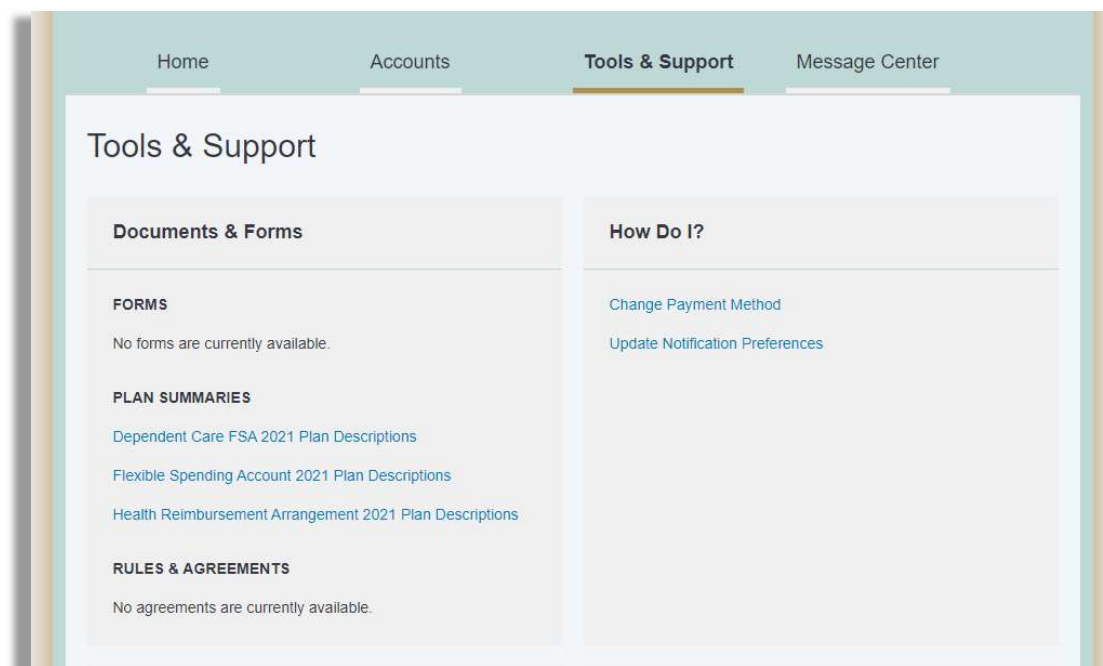 Home
Accounts
Tools & Support
Message Center
Tools & Support
Documents & Forms
FORMS
No forms are currently available.
PLAN SUMMARIES
Dependent Care FSA 2021 Plan Descriptions
Flexible Spending Account 2021 Plan Descriptions
Health Reimbursement Arrangement 2021 Plan Descriptions
RULES & AGREEMENTS
No agreements are currently available.
How Do I?
Change Payment Method
Update Notification Preferences